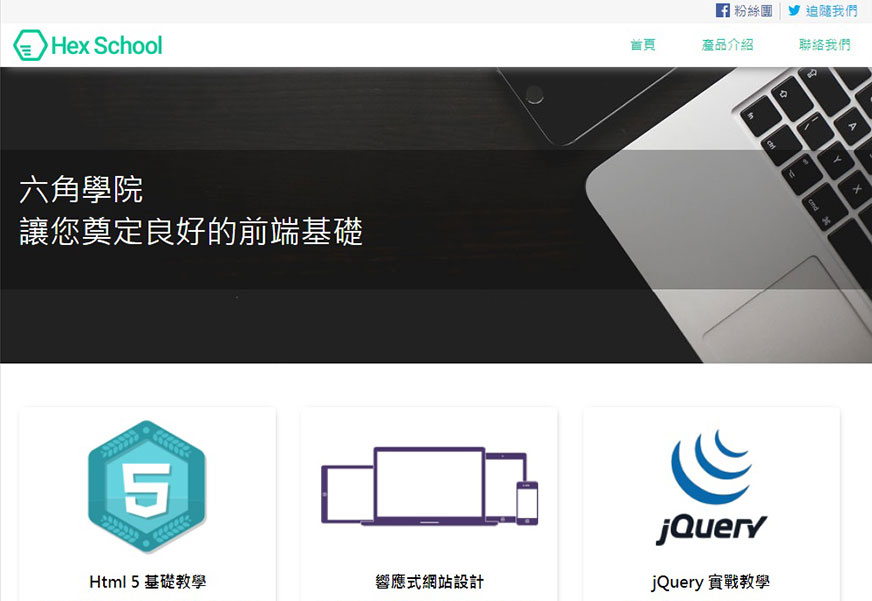 粉絲團 追隨我們
Hex School
首頁 產品介紹 聯絡我們
六角學院
讓您奠定良好的前端基礎
5
jQuery
Html 5 基礎教學 響應式網站設計 jQuery 實戰教學